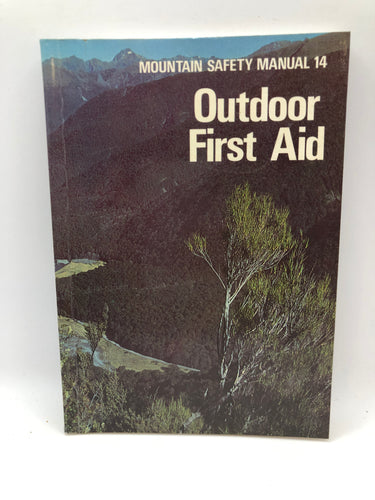 MOUNTAIN SAFETY MANUAL 14
Outdoor
First Aid